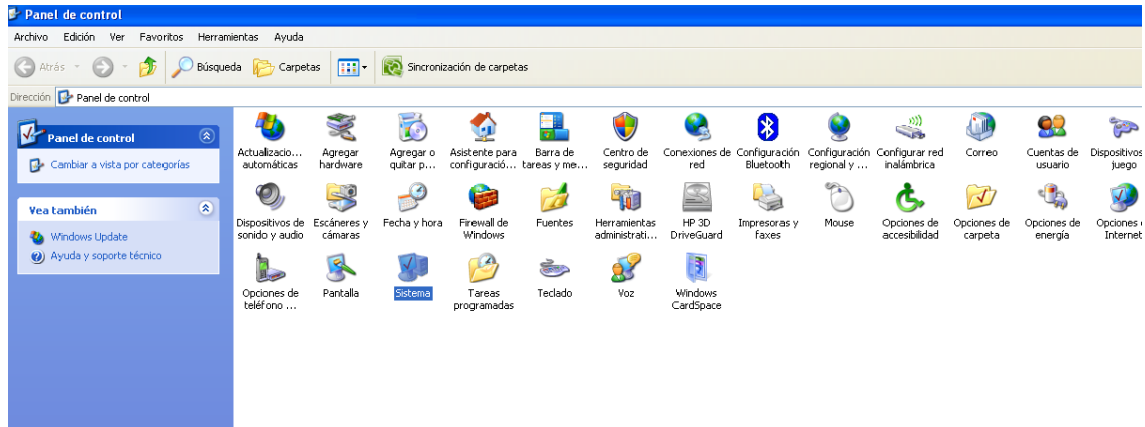 Panel de control
Archivo Edición Ver Favoritos Herramientas Ayuda
Atrás Búsqueda Carpetas Sincronización de carpetas
Dirección Panel de control
Panel de control
Cambiar a vista por categorías
Vea también
Windows Update
Ayuda y soporte técnico
Actualizacio... automáticas
Agregar hardware
Agregar o quitar p...
Asistente para configuració...
Barra de tareas y me...
Centro de seguridad
Conexiones de red
Configuración Bluetooth
Configuración regional y ...
Configurar red inalámbrica
Correo
Cuentas de usuario
Dispositivos juego
Dispositivos de sonido y audio
Escáneres y cámaras
Fecha y hora
Firewall de Windows
Fuentes
Herramientas administrati...
HP 3D DriveGuard
Impresoras y faxes
Mouse
Opciones de accesibilidad
Opciones de carpeta
Opciones de energía
Opciones Internet
Opciones de teléfono ...
Pantalla
Sistema
Tareas programadas
Teclado
Voz
Windows CardSpace